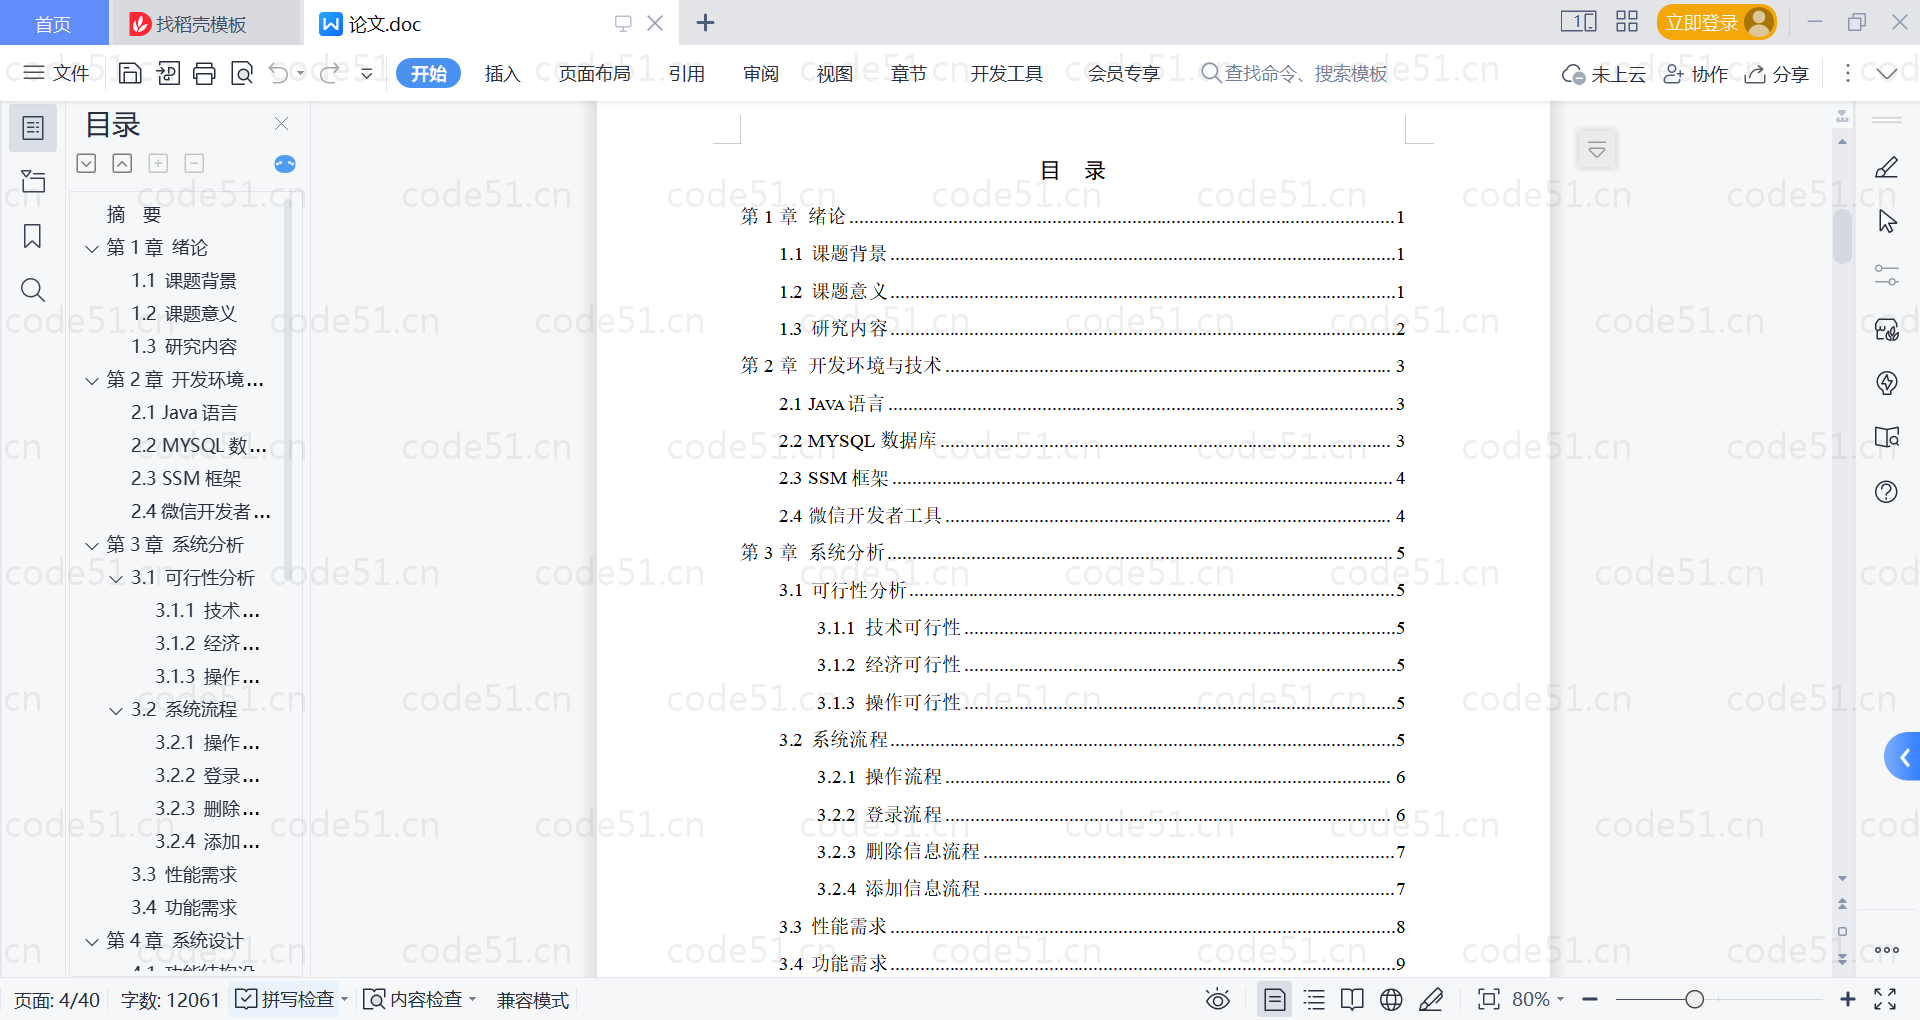 首页
找稻壳模板
论文.doc
立即登录
文件
开始
插入
页面布局
引用
审阅
视图
章节
开发工具
会员专享
查找命令、搜索模板
未上云
协作
分享
目录
摘 要
第 1 章 绪论
1.1 课题背景
1.2 课题意义
1.3 研究内容
第 2 章 开发环境...
2.1 Java 语言
2.2 MYSQL 数...
2.3 SSM 框架
2.4 微信开发者 ...
第 3 章 系统分析
3.1 可行性分析
3.1.1 技术...
3.1.2 经济...
3.1.3 操作...
3.2 系统流程
3.2.1 操作...
3.2.2 登录...
3.2.3 删除...
3.2.4 添加...
3.3 性能需求
3.4 功能需求
第 4 章 系统设计
目 录
第 1 章 绪论 1
1.1 课题背景 1
1.2 课题意义 1
1.3 研究内容 2
第 2 章 开发环境与技术 3
2.1 JAVA 语言 3
2.2 MYSQL 数据库 3
2.3 SSM 框架 4
2.4 微信开发者工具 4
第 3 章 系统分析 5
3.1 可行性分析 5
3.1.1 技术可行性 5
3.1.2 经济可行性 5
3.1.3 操作可行性 5
3.2 系统流程 5
3.2.1 操作流程 6
3.2.2 登录流程 6
3.2.3 删除信息流程 7
3.2.4 添加信息流程 7
3.3 性能需求 8
3.4 功能需求 9
页面: 4/40
字数: 12061
拼写检查
内容检查
兼容模式
80%
code51.cn